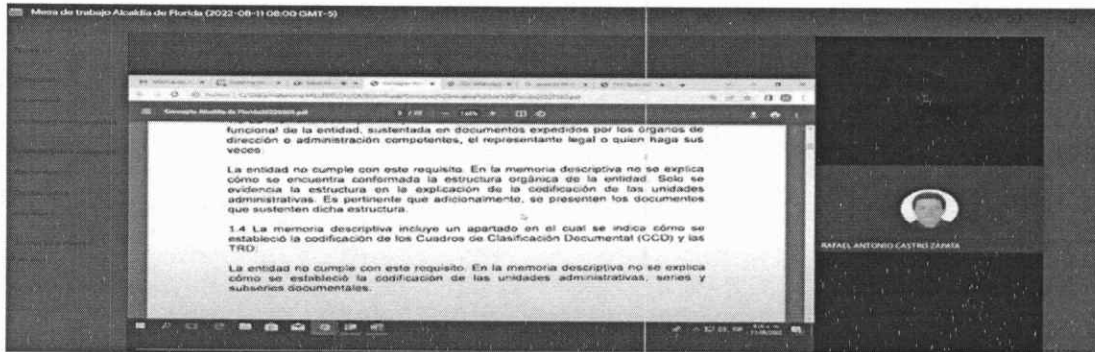 Mesa de trabajo Alcaldía de Florida (2022-08-11 08:00 GMT-5)
Concepto Alcaldía de Florida
funcional de la entidad, sustentada en documentos expedidos por los órganos de
dirección o administración competentes, el representante legal o quien haga sus
veces:
La entidad no cumple con este requisito. En la memoria descriptiva no se explica
cómo se encuentra conformada la estructura orgánica de la entidad. Solo se
evidencia la estructura en la explicación de la codificación de las unidades
administrativas. Es pertinente que adicionalmente, se presenten los documentos
que sustenten dicha estructura.
1.4 La memoria descriptiva incluye un apartado en el cual se indica cómo se
estableció la codificación de los Cuadros de Clasificación Documental (CCD) y las
TRD:
La entidad no cumple con este requisito. En la memoria descriptiva no se explica
cómo se estableció la codificación de las unidades administrativas, series y
subseries documentales.
RAFAEL ANTONIO CASTRO ZAPATA